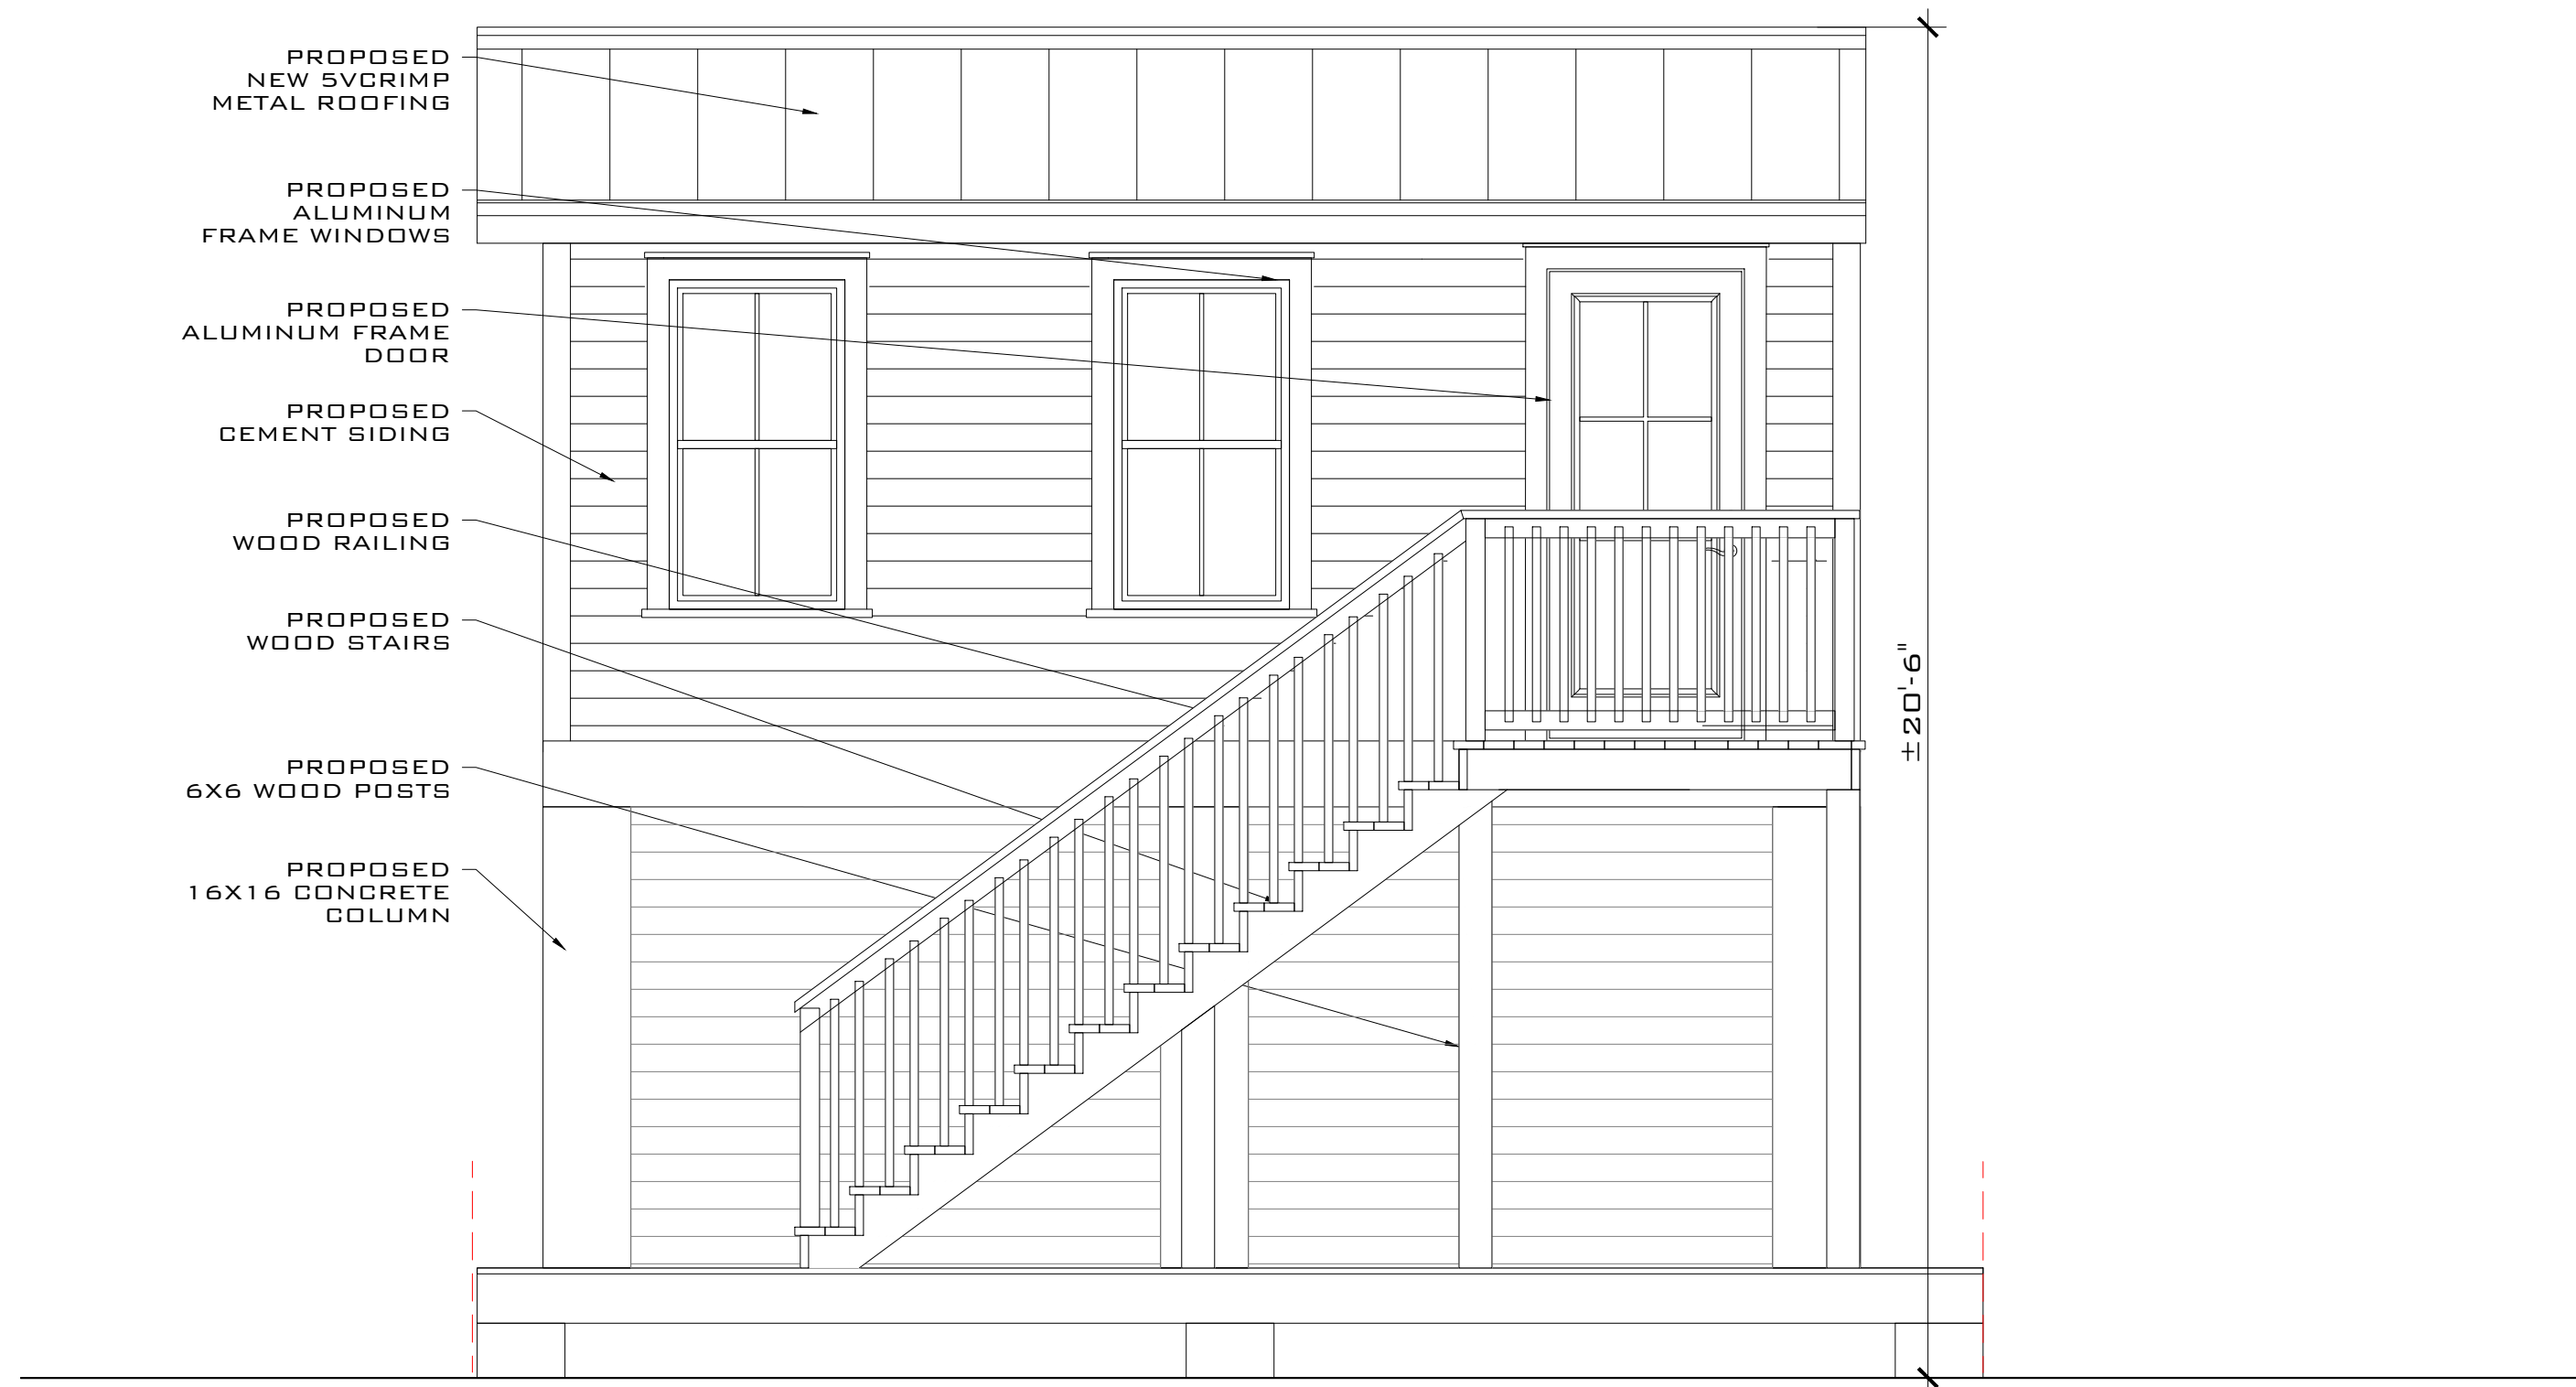 PROPOSED
NEW 5VCRIMP
METAL ROOFING
PROPOSED
ALUMINUM
FRAME WINDOWS
PROPOSED
ALUMINUM FRAME
DOOR
PROPOSED
CEMENT SIDING
PROPOSED
WOOD RAILING
PROPOSED
WOOD STAIRS
PROPOSED
6X6 WOOD POSTS
PROPOSED
16X16 CONCRETE
COLUMN
±20'-6"